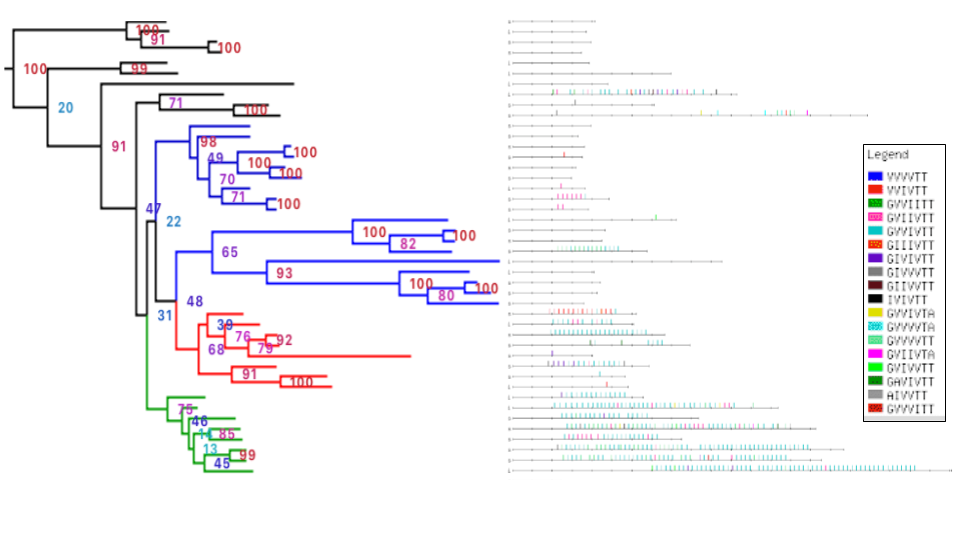 100
91
100
100
99
20
71
100
91
98
49
100
100
70
100
71
100
47
22
100
100
82
65
93
100
100
80
48
31
39
76
92
68
79
91
100
75
46
14
85
13
99
45
Legend
VVVVTT
VVIVTT
GVVIITT
GVIIVTT
GVVIVTT
GIIIVTT
GIVIVTT
GIVVVTT
GIIVVTT
IVIVTT
GVVIVTA
GVVVVTA
GVVVVTT
GVIIVTA
GVIVVTT
GAVIVTT
AIVVTT
GVVVITT